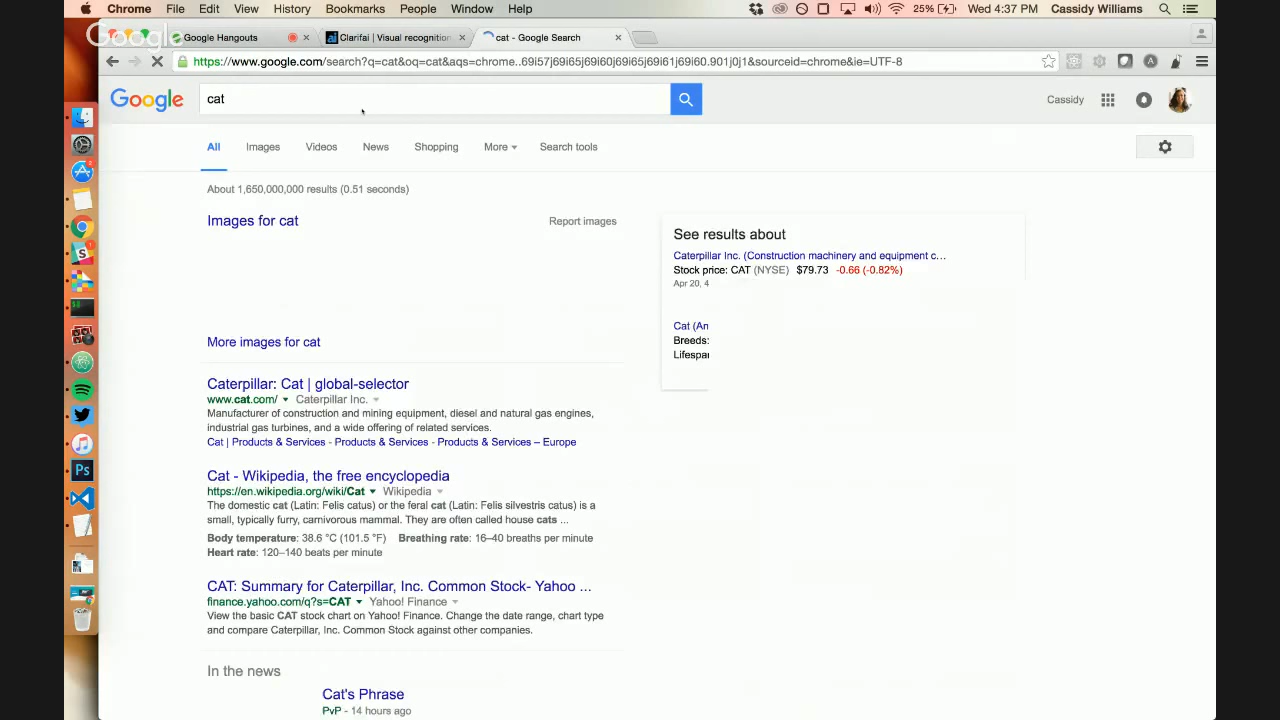 Chrome File Edit View History Bookmarks People Window Help 25% Wed 4:37 PM Cassidy Williams
Google
Google Hangouts
Clarifai | Visual recognition
cat - Google Search
https://www.google.com/search?q=cat&oq=cat&aqs=chrome..69i57j69i65j69i60j69i65j69i61j69i60.901j0j1&sourceid=chrome&ie=UTF-8
Google
cat
Cassidy
All Images Videos News Shopping More Search tools
About 1,650,000,000 results (0.51 seconds)
Images for cat
Report images
More images for cat
Caterpillar: Cat | global-selector
www.cat.com/ Caterpillar Inc.
Manufacturer of construction and mining equipment, diesel and natural gas engines,
industrial gas turbines, and a wide offering of related services.
Cat | Products & Services - Products & Services - Products & Services – Europe
Cat - Wikipedia, the free encyclopedia
https://en.wikipedia.org/wiki/Cat Wikipedia
The domestic cat (Latin: Felis catus) or the feral cat (Latin: Felis silvestris catus) is a
small, typically furry, carnivorous mammal. They are often called house cats ...
Body temperature: 38.6 °C (101.5 °F) Breathing rate: 16–40 breaths per minute
Heart rate: 120–140 beats per minute
CAT: Summary for Caterpillar, Inc. Common Stock- Yahoo ...
finance.yahoo.com/q?s=CAT Yahoo! Finance
View the basic CAT stock chart on Yahoo! Finance. Change the date range, chart type
and compare Caterpillar, Inc. Common Stock against other companies.
In the news
Cat's Phrase
PvP - 14 hours ago
See results about
Caterpillar Inc. (Construction machinery and equipment c...
Stock price: CAT (NYSE) $79.73 -0.66 (-0.82%)
Apr 20, 4
Cat (An
Breeds:
Lifespa
Ps